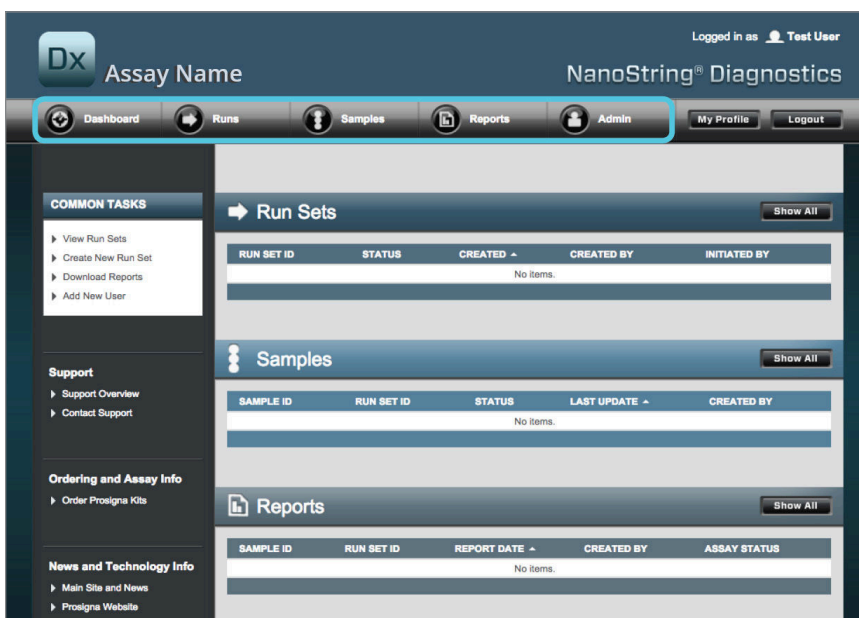 Logged in as Test User
Dx Assay Name
NanoString® Diagnostics
Dashboard Runs Samples Reports Admin My Profile Logout
COMMON TASKS
View Run Sets
Create New Run Set
Download Reports
Add New User
Support
Support Overview
Contact Support
Ordering and Assay Info
Order Prosigna Kits
News and Technology Info
Main Site and News
Prosigna Website
Run Sets Show All
RUN SET ID STATUS CREATED CREATED BY INITIATED BY
No items.
Samples Show All
SAMPLE ID RUN SET ID STATUS LAST UPDATE CREATED BY
No items.
Reports Show All
SAMPLE ID RUN SET ID REPORT DATE CREATED BY ASSAY STATUS
No items.